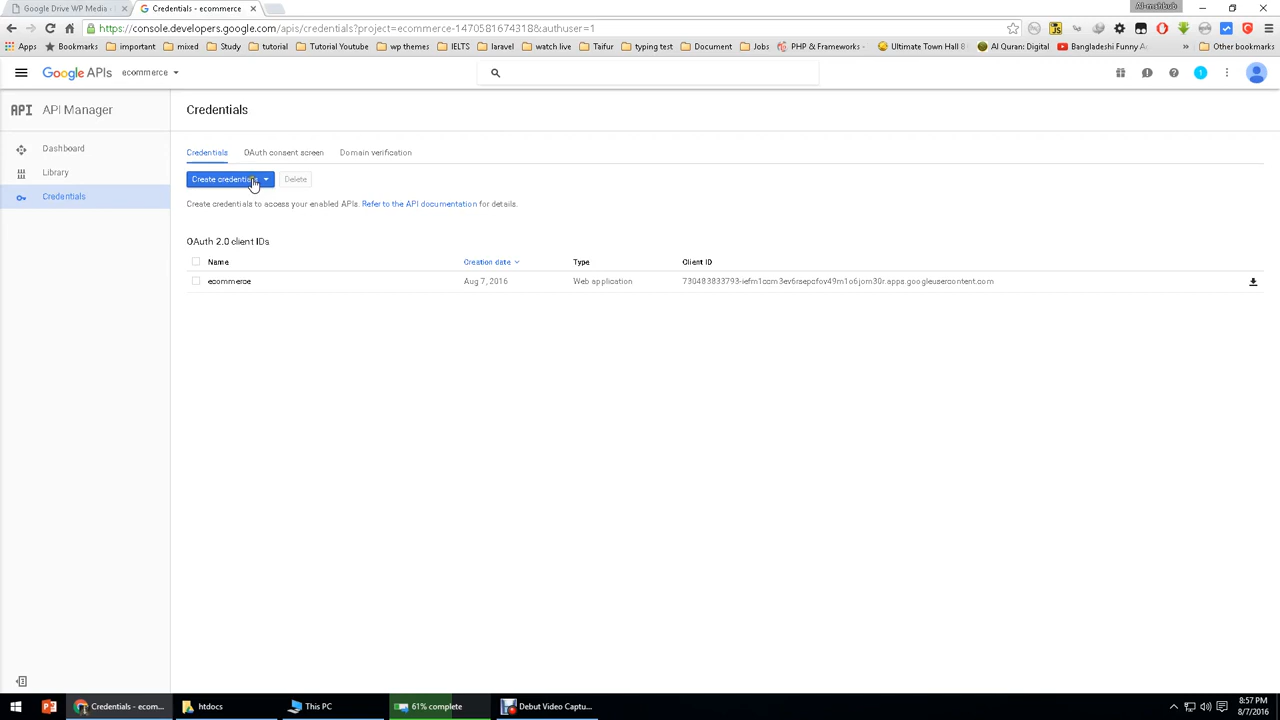 Google Drive WP Media
Credentials - ecommerce
https://console.developers.google.com/apis/credentials?project=ecommerce-1470581674318&authuser=1
Apps Bookmarks important mixed Study tutorial Tutorial Youtube wp themes IELTS laravel watch live Taifur typing test Document Jobs PHP & Frameworks - Ultimate Town Hall 8 Al Quran: Digital Bangladeshi Funny » Other bookmarks
Google APIs ecommerce 1
API API Manager
Credentials
Dashboard
Library
Credentials
Credentials OAuth consent screen Domain verification
Create credentials Delete
Create credentials to access your enabled APIs. Refer to the API documentation for details.
OAuth 2.0 client IDs
Name Creation date Type Client ID
ecommerce Aug 7, 2016 Web application .apps.googleusercontent.com
Credentials - ecom... htdocs This PC 61% complete Debut Video Captu...
8:57 PM
8/7/2016